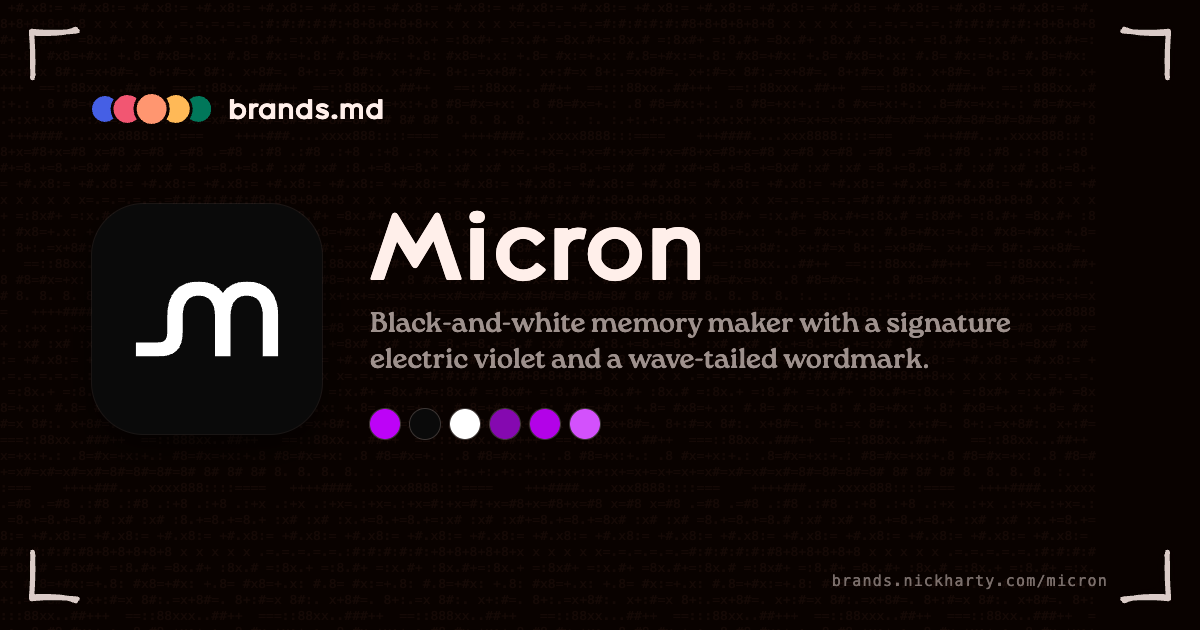 brands.md
m
Micron
Black-and-white memory maker with a signature
electric violet and a wave-tailed wordmark.
brands.nickharty.com/micron